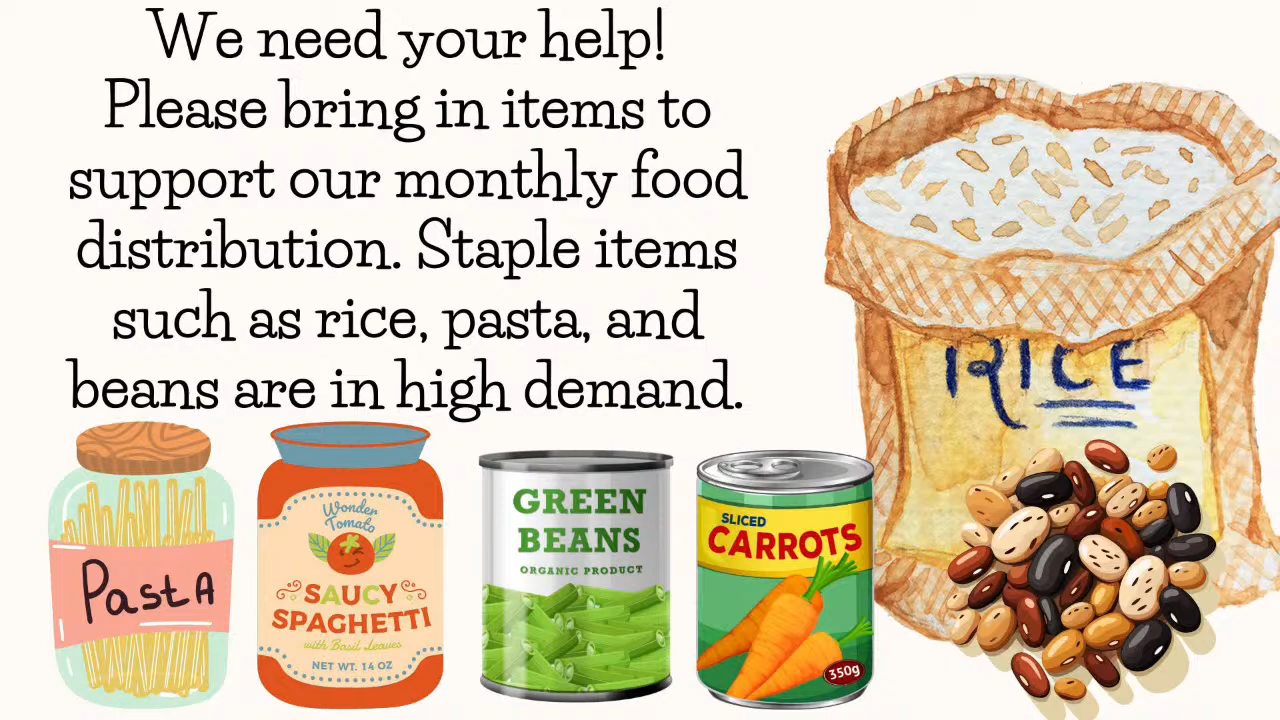 We need your help!
Please bring in items to
support our monthly food
distribution. Staple items
such as rice, pasta, and
beans are in high demand.
RICE
PastA
Wonder
Tomato
SAUCY
SPAGHETTI
with Basil leaves
NET WT. 14 OZ
GREEN
BEANS
ORGANIC PRODUCT
SLICED
CARROTS
350g